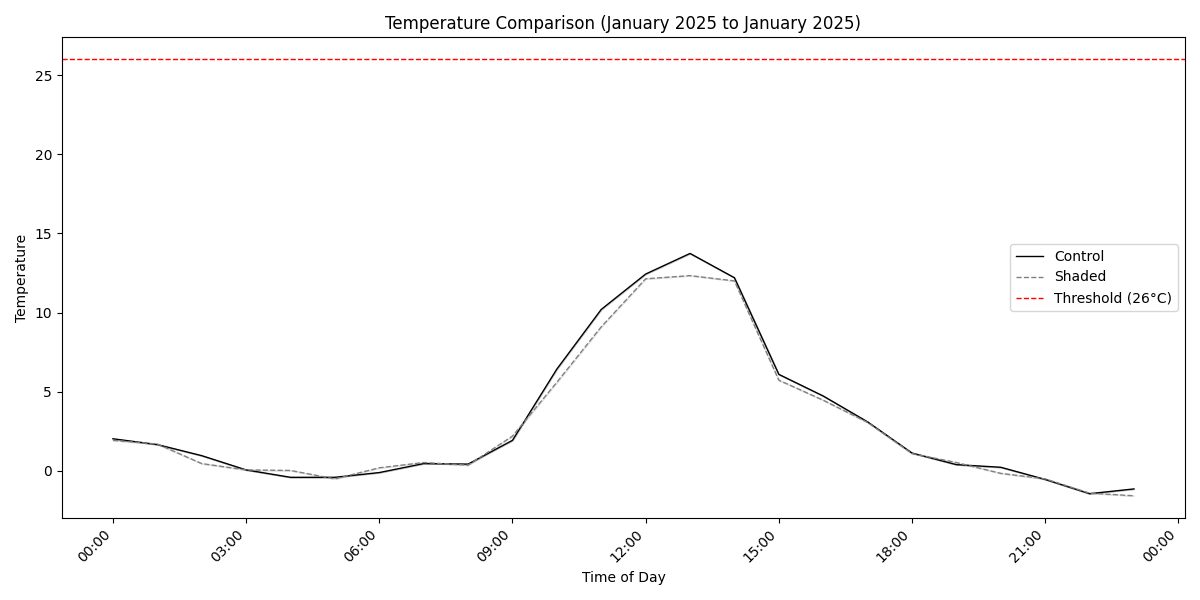 Temperature Comparison (January 2025 to January 2025)
Temperature
25
20
15
10
5
0
Control
Shaded
Threshold (26°C)
00:00
03:00
06:00
09:00
12:00
15:00
18:00
21:00
00:00
Time of Day